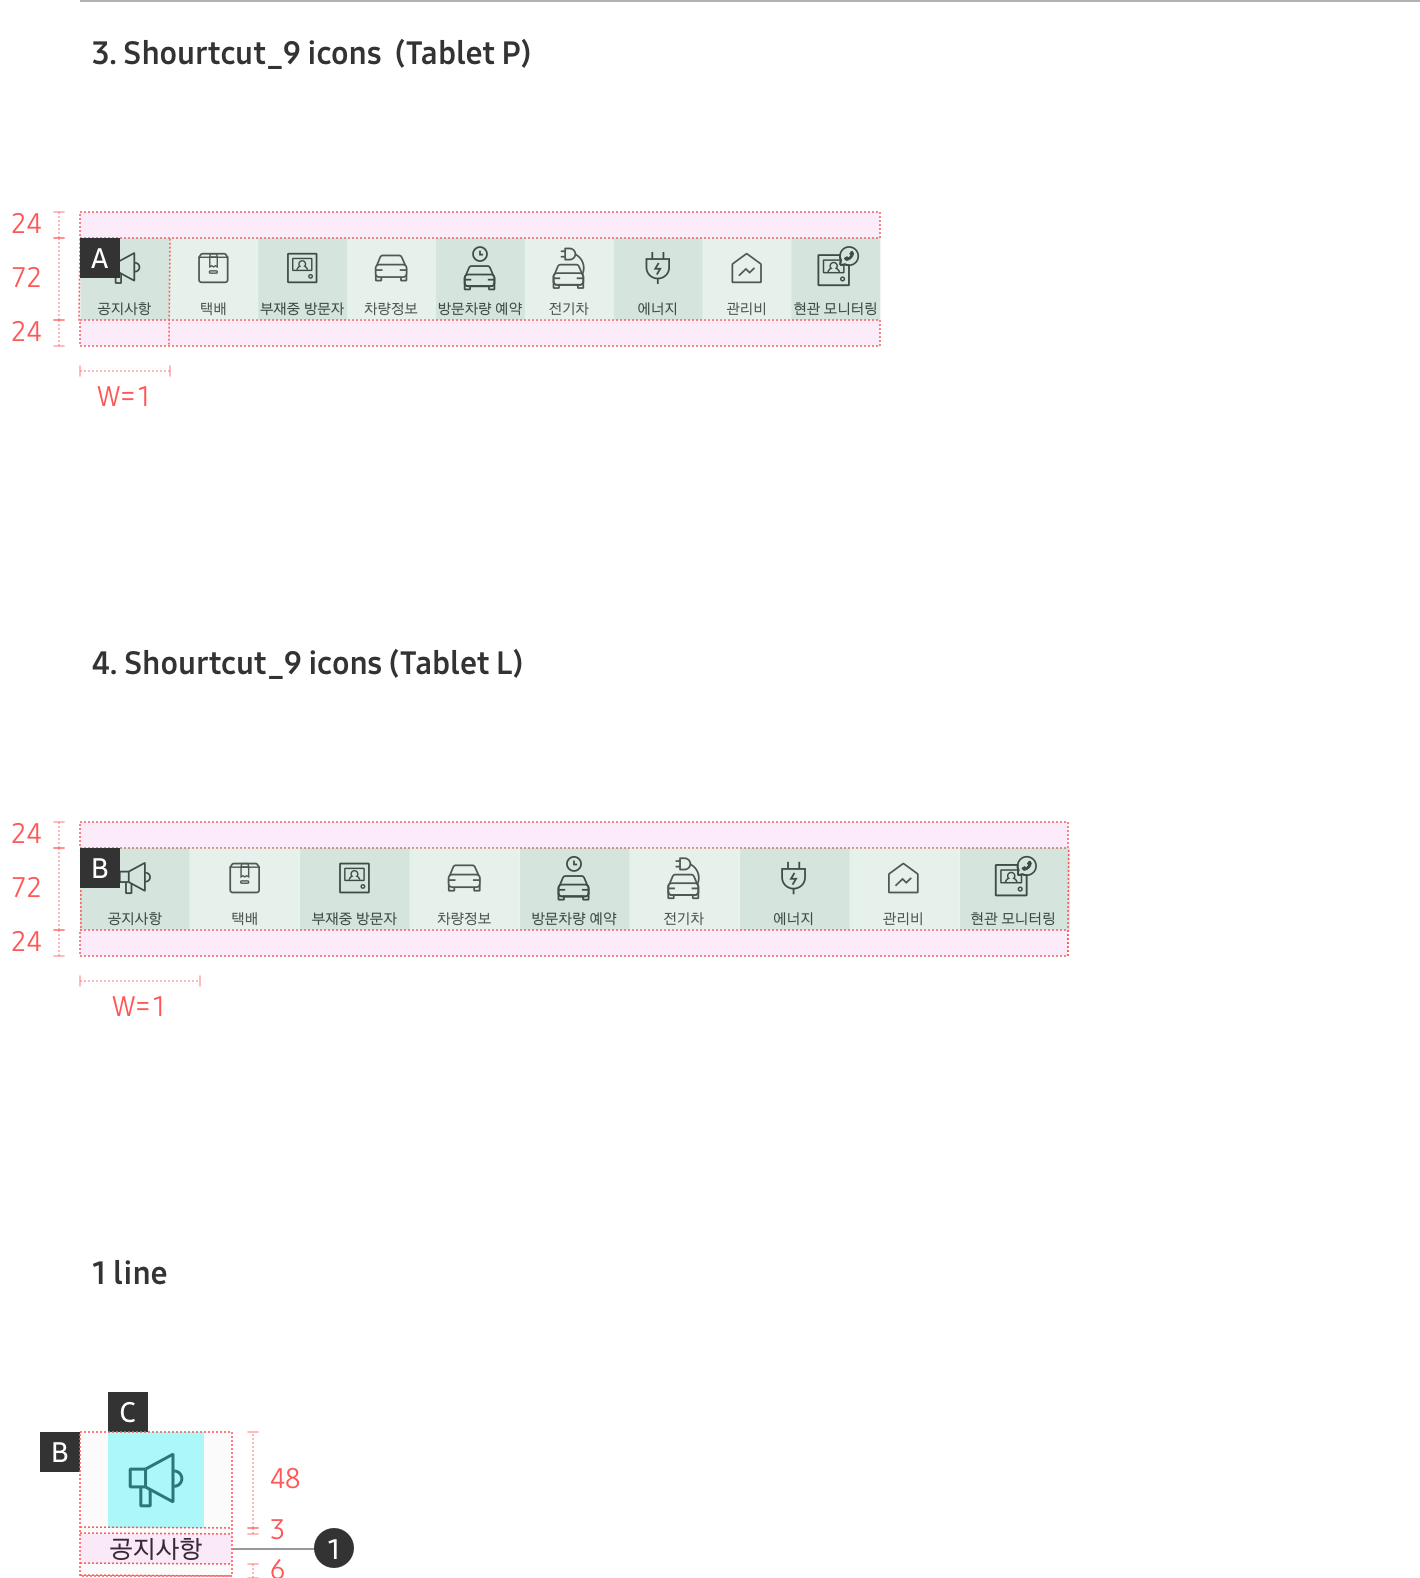 3. Shourtcut_9 icons (Tablet P)
24
72
24
A
공지사항 택배 부재중 방문자 차량정보 방문차량 예약 전기차 에너지 관리비 현관 모니터링
W=1
4. Shourtcut_9 icons (Tablet L)
24
72
24
B
공지사항 택배 부재중 방문자 차량정보 방문차량 예약 전기차 에너지 관리비 현관 모니터링
W=1
1 line
C
B
48
3
공지사항
1
6